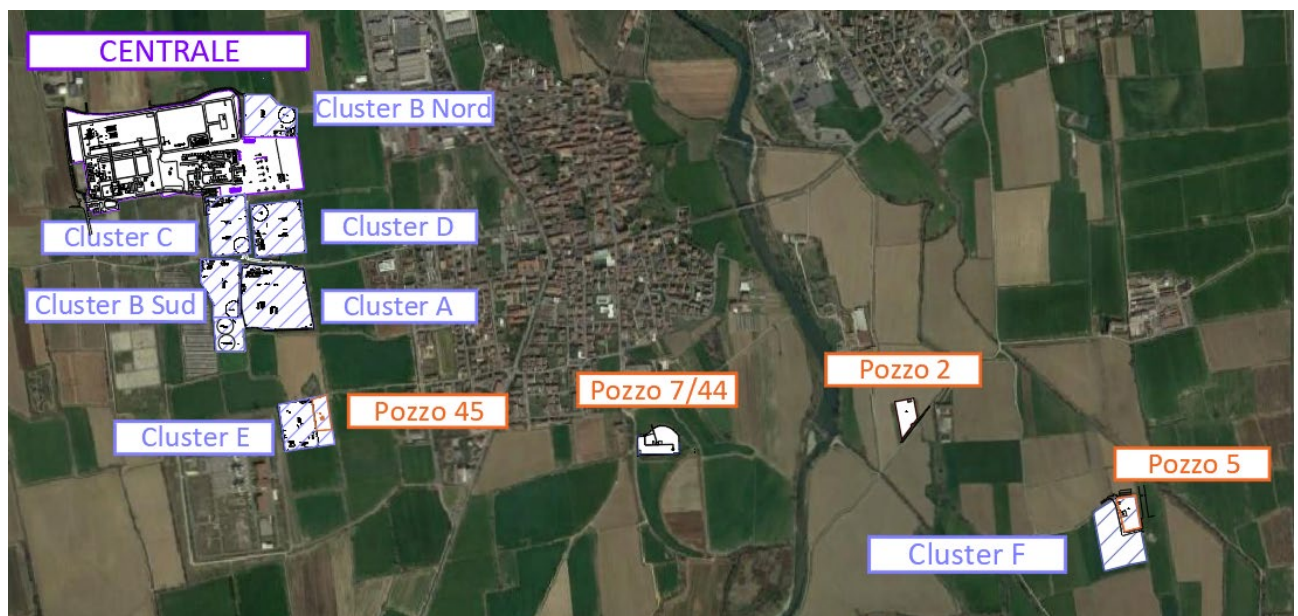 CENTRALE
Cluster B Nord
Cluster C
Cluster D
Cluster B Sud
Cluster A
Pozzo 2
Pozzo 7/44
Pozzo 45
Cluster E
Pozzo 5
Cluster F